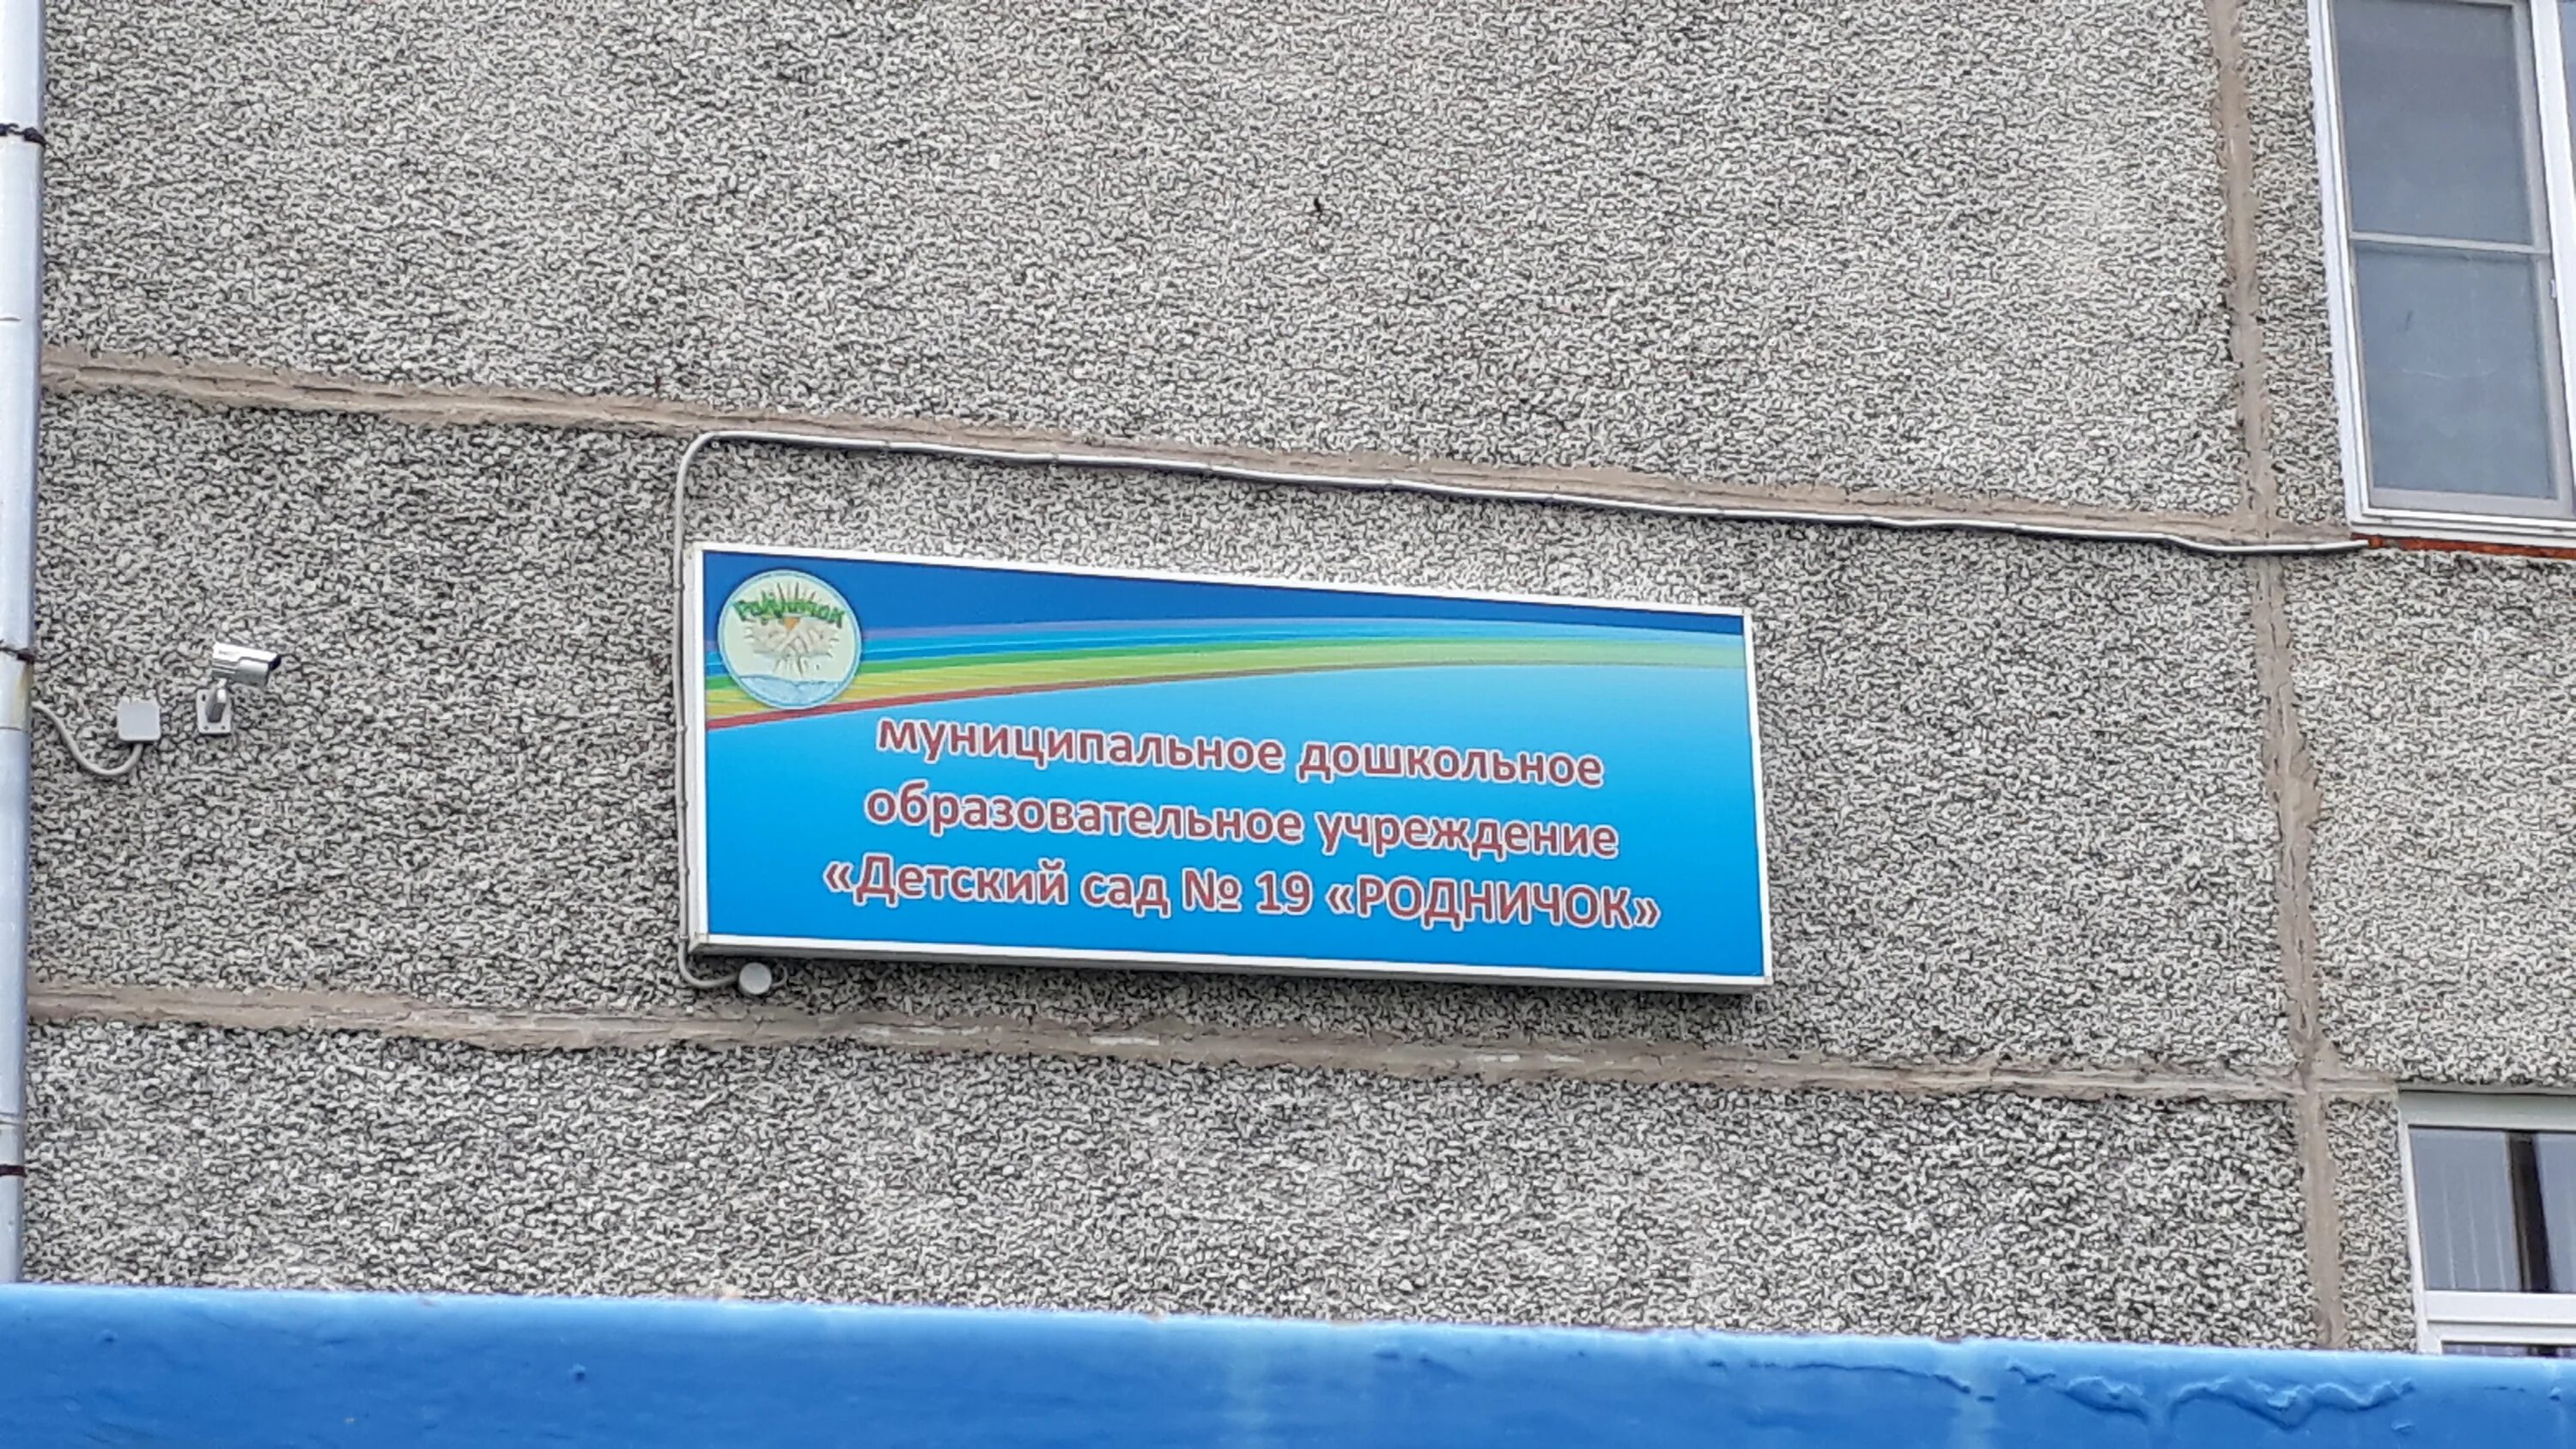 Родничок
муниципальное дошкольное
образовательное учреждение
«Детский сад № 19 «РОДНИЧОК»